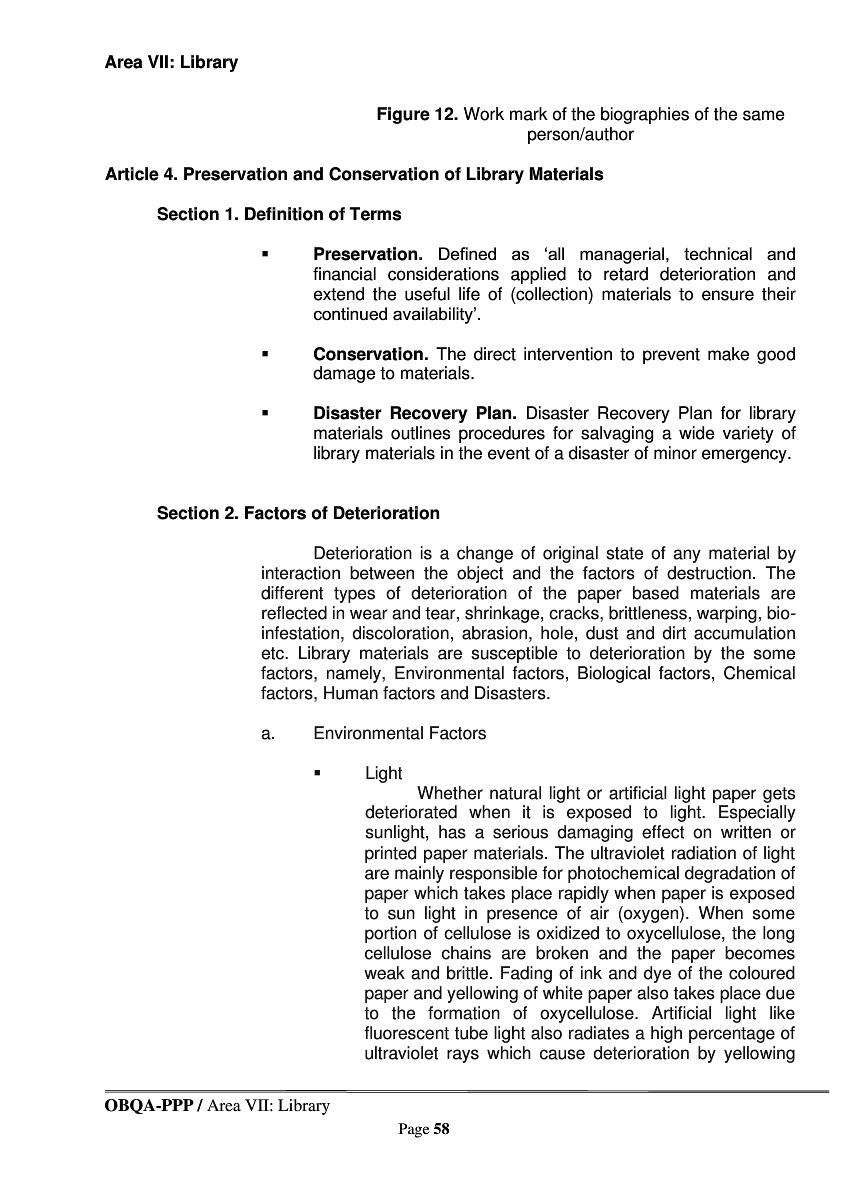 Area VII: Library
Figure 12. Work mark of the biographies of the same
person/author
Article 4. Preservation and Conservation of Library Materials
Section 1. Definition of Terms
▪ Preservation. Defined as ‘all managerial, technical and
financial considerations applied to retard deterioration and
extend the useful life of (collection) materials to ensure their
continued availability’.
▪ Conservation. The direct intervention to prevent make good
damage to materials.
▪ Disaster Recovery Plan. Disaster Recovery Plan for library
materials outlines procedures for salvaging a wide variety of
library materials in the event of a disaster of minor emergency.
Section 2. Factors of Deterioration
Deterioration is a change of original state of any material by
interaction between the object and the factors of destruction. The
different types of deterioration of the paper based materials are
reflected in wear and tear, shrinkage, cracks, brittleness, warping, bio-
infestation, discoloration, abrasion, hole, dust and dirt accumulation
etc. Library materials are susceptible to deterioration by the some
factors, namely, Environmental factors, Biological factors, Chemical
factors, Human factors and Disasters.
a. Environmental Factors
▪ Light
Whether natural light or artificial light paper gets
deteriorated when it is exposed to light. Especially
sunlight, has a serious damaging effect on written or
printed paper materials. The ultraviolet radiation of light
are mainly responsible for photochemical degradation of
paper which takes place rapidly when paper is exposed
to sun light in presence of air (oxygen). When some
portion of cellulose is oxidized to oxycellulose, the long
cellulose chains are broken and the paper becomes
weak and brittle. Fading of ink and dye of the coloured
paper and yellowing of white paper also takes place due
to the formation of oxycellulose. Artificial light like
fluorescent tube light also radiates a high percentage of
ultraviolet rays which cause deterioration by yellowing
OBQA-PPP / Area VII: Library
Page 58